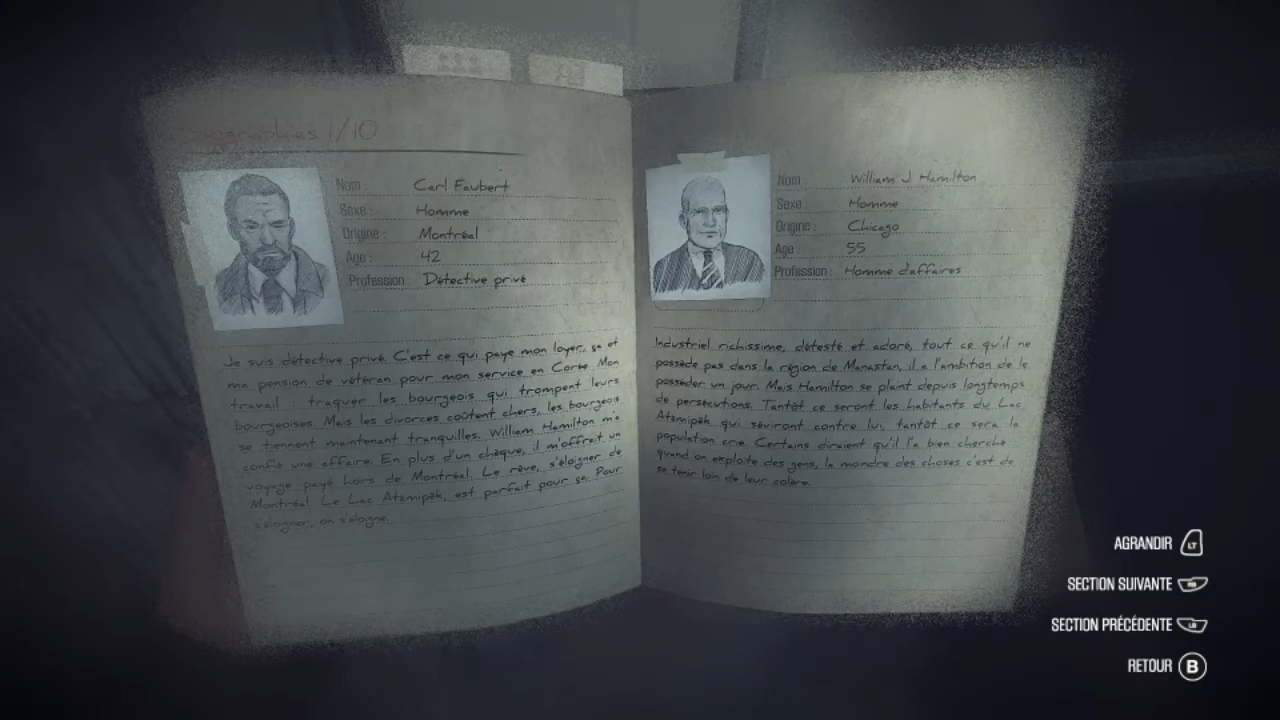 Biographies 1/10
Nom : Carl Faubert
Sexe : Homme
Origine : Montréal
Age : 42
Profession : Détective privé
Je suis détective privé. C'est ce qui paye mon loyer, ça et
ma pension de vétéran pour mon service en Corée. Mon
travail : traquer les bourgeois qui trompent leurs
bourgeoises. Mais les divorces coûtent chers, les bourgeois
se tiennent maintenant tranquilles. William Hamilton m'a
confié une affaire. En plus d'un chèque, il m'offrait un
voyage payé hors de Montréal. Le rêve, s'éloigner de
Montréal. Le Lac Atamipêk, est parfait pour ça. Pour
s'éloigner, on s'éloigne.
Nom : William J. Hamilton
Sexe : Homme
Origine : Chicago
Age : 55
Profession : Homme d'affaires
Industriel richissime, détesté et adoré, tout ce qu'il ne
possède pas dans la région de Manastan, il a l'ambition de le
posséder un jour. Mais Hamilton se plaint depuis longtemps
de persécutions. Tantôt ce seront les habitants du Lac
Atamipêk qui séviront contre lui, tantôt ce sera la
population crie. Certains diraient qu'il l'a bien cherché
quand on exploite des gens, la moindre des choses c'est de
se tenir loin de leur colère.
AGRANDIR LT
SECTION SUIVANTE RB
SECTION PRÉCÉDENTE LB
RETOUR B